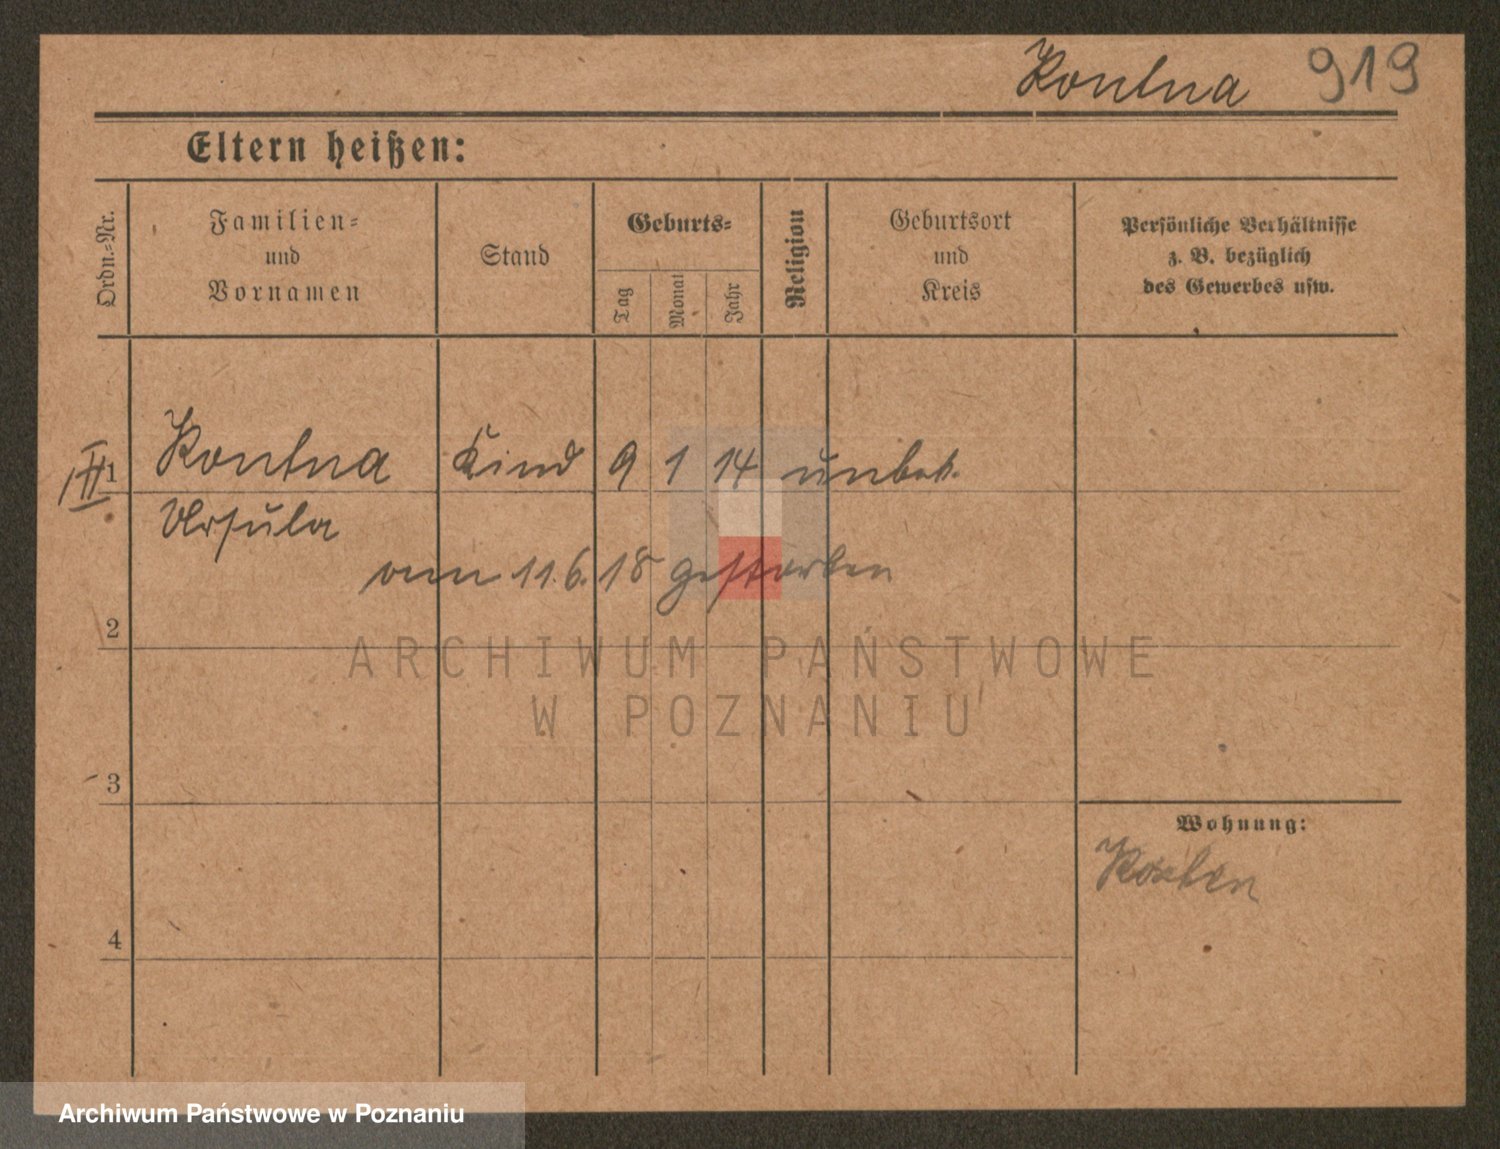 Kontna 919
Eltern heißen:
Ordn.-Nr.
Familien-
und
Vornamen
Stand
Geburts-
Tag
Monat
Jahr
Religion
Geburtsort
und
Kreis
Persönliche Verhältnisse
z. B. bezüglich
des Gewerbes usw.
1 Kontna Kind 9 1 14 unbek.
Ursula
am 11.6.18 gestorben
2
3
4
Wohnung:
Kosten
ARCHIWUM PAŃSTWOWE
W POZNANIU
Archiwum Państwowe w Poznaniu